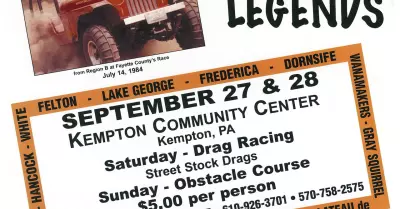 LEGENDS
from Region B at Fayette County's Race
July 14, 1984
HANCOCK - WHITE
FELTON - LAKE GEORGE - FREDERICA - DORNSIFE
WANAMAKERS - GRAY SQUIREL
SEPTEMBER 27 & 28
KEMPTON COMMUNITY CENTER
Kempton, PA
Saturday - Drag Racing
Street Stock Drags
Sunday - Obstacle Course
$5.00 per person
610-926-3701 · 570-758-2575